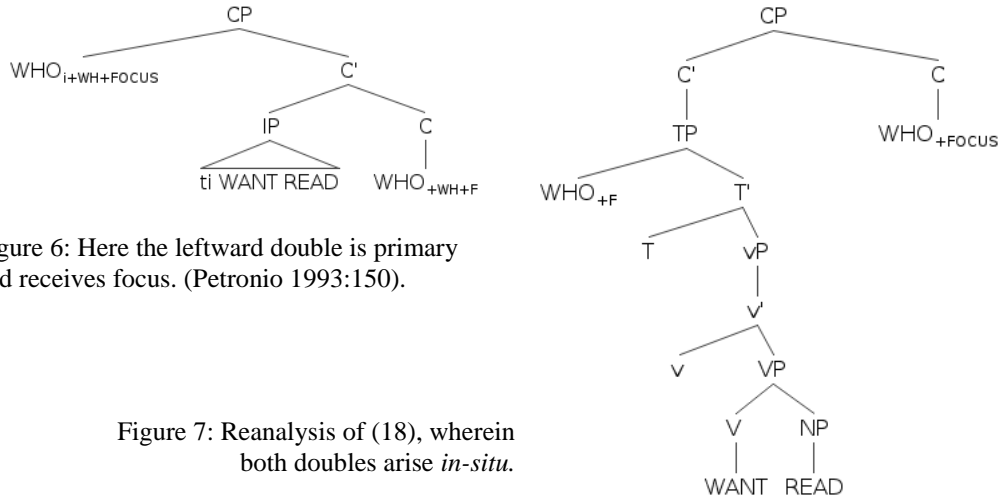 CP
WHOi+WH+FOCUS C'
IP C
ti WANT READ WHO+WH+F
gure 6: Here the leftward double is primary
d receives focus. (Petronio 1993:150).
CP
C' C
TP WHO+FOCUS
WHO+F T'
T vP
v'
v VP
V NP
WANT READ
Figure 7: Reanalysis of (18), wherein
both doubles arise in-situ.